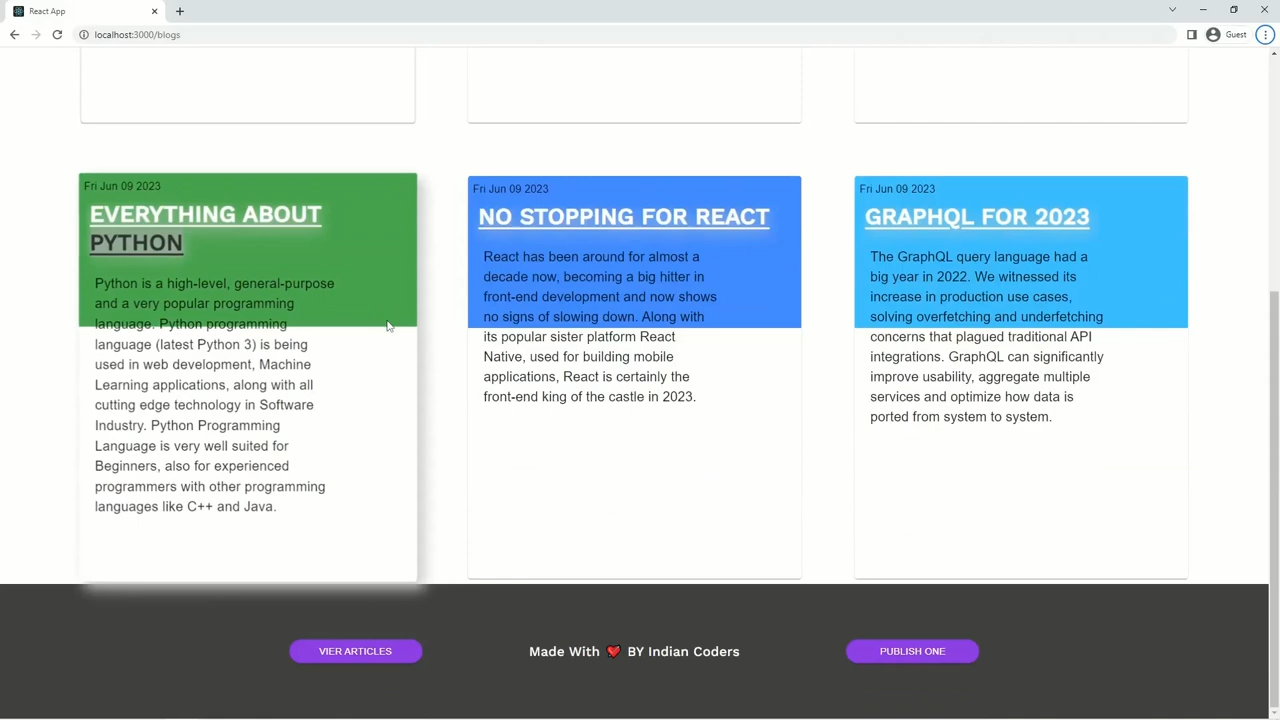 React App
localhost:3000/blogs
Guest
Fri Jun 09 2023
EVERYTHING ABOUT
PYTHON
Python is a high-level, general-purpose
and a very popular programming
language. Python programming
language (latest Python 3) is being
used in web development, Machine
Learning applications, along with all
cutting edge technology in Software
Industry. Python Programming
Language is very well suited for
Beginners, also for experienced
programmers with other programming
languages like C++ and Java.
Fri Jun 09 2023
NO STOPPING FOR REACT
React has been around for almost a
decade now, becoming a big hitter in
front-end development and now shows
no signs of slowing down. Along with
its popular sister platform React
Native, used for building mobile
applications, React is certainly the
front-end king of the castle in 2023.
Fri Jun 09 2023
GRAPHQL FOR 2023
The GraphQL query language had a
big year in 2022. We witnessed its
increase in production use cases,
solving overfetching and underfetching
concerns that plagued traditional API
integrations. GraphQL can significantly
improve usability, aggregate multiple
services and optimize how data is
ported from system to system.
VIER ARTICLES
Made With ❤️ BY Indian Coders
PUBLISH ONE